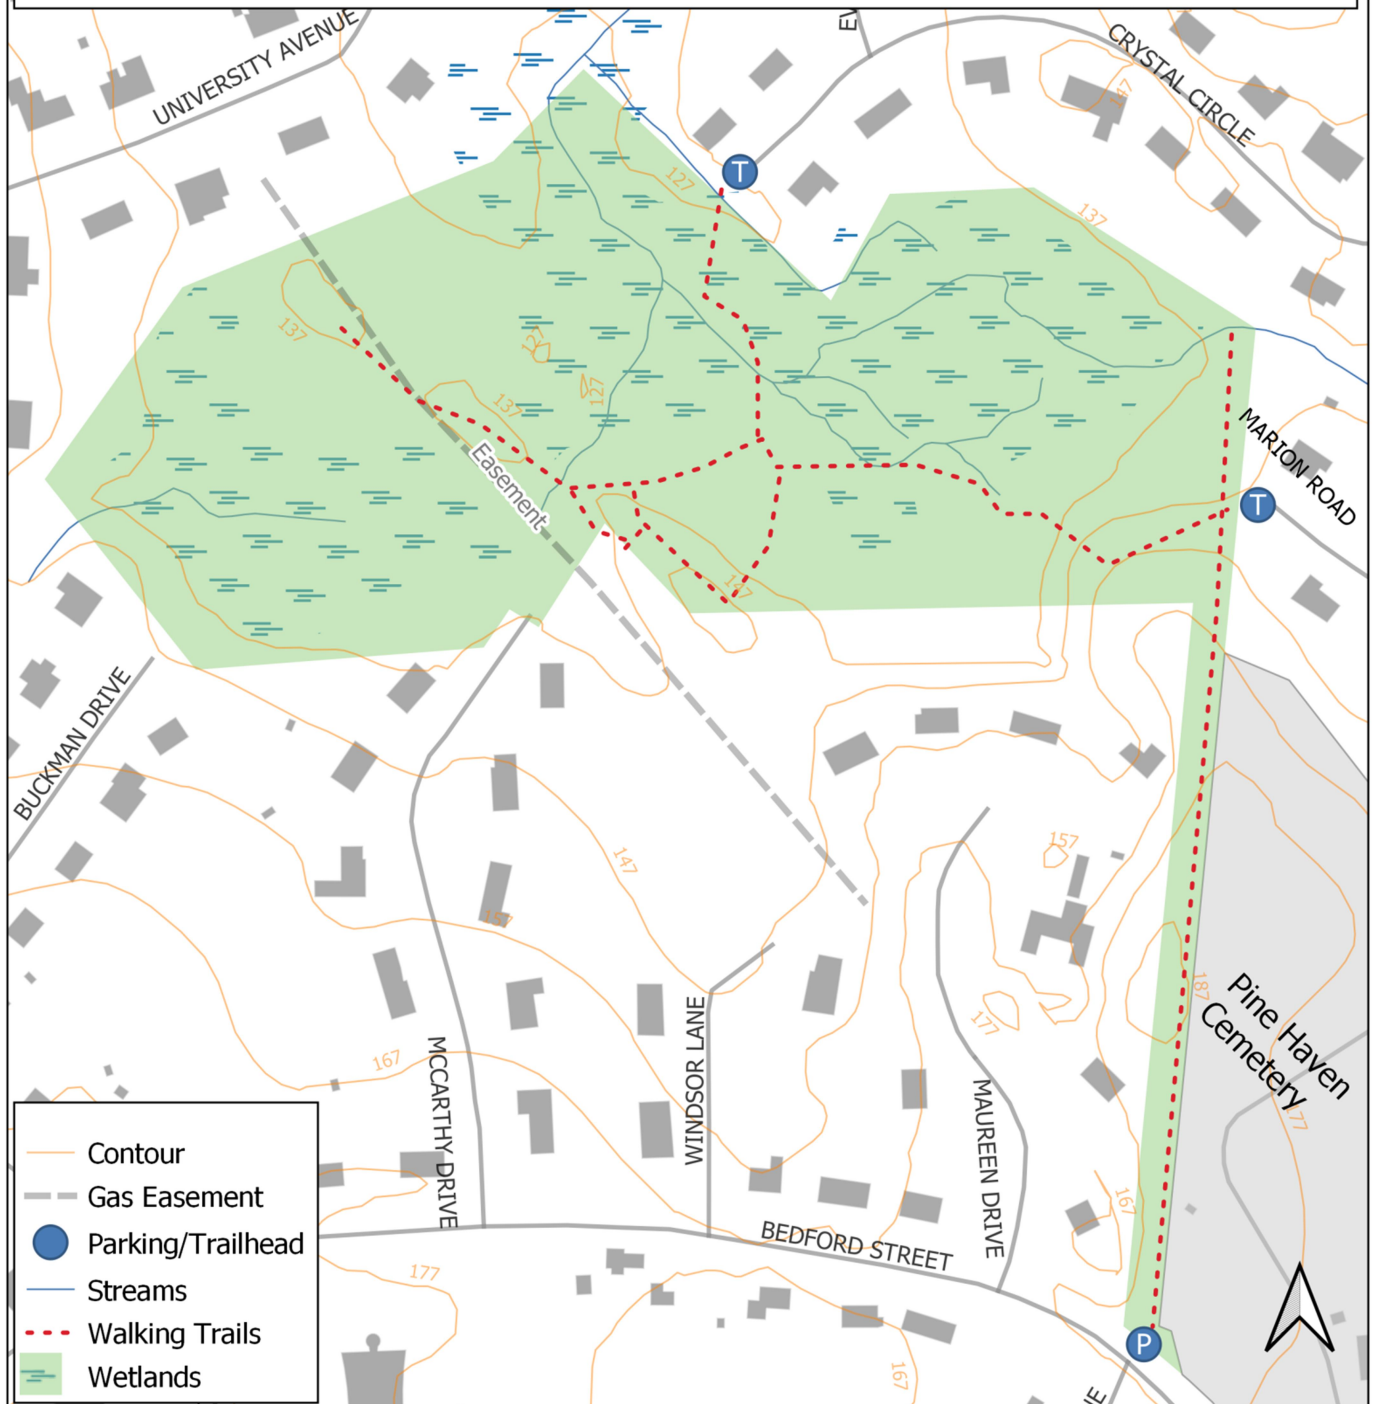 UNIVERSITY AVENUE
EV
CRYSTAL CIRCLE
147
T
127
137
137
127
127
137
MARION ROAD
Easement
T
147
BUCKMAN DRIVE
157
147
157
187
Pine Haven
Cemetery
177
167
MCCARTHY DRIVE
WINDSOR LANE
MAUREEN DRIVE
177
167
BEDFORD STREET
177
167
P
Contour
Gas Easement
Parking/Trailhead
Streams
Walking Trails
Wetlands